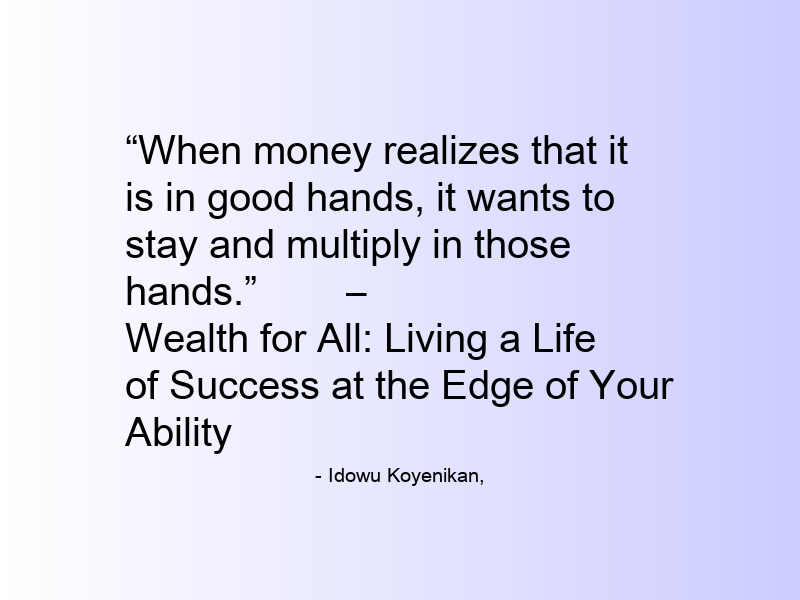 “When money realizes that it
is in good hands, it wants to
stay and multiply in those
hands.” –
Wealth for All: Living a Life
of Success at the Edge of Your
Ability
- Idowu Koyenikan,